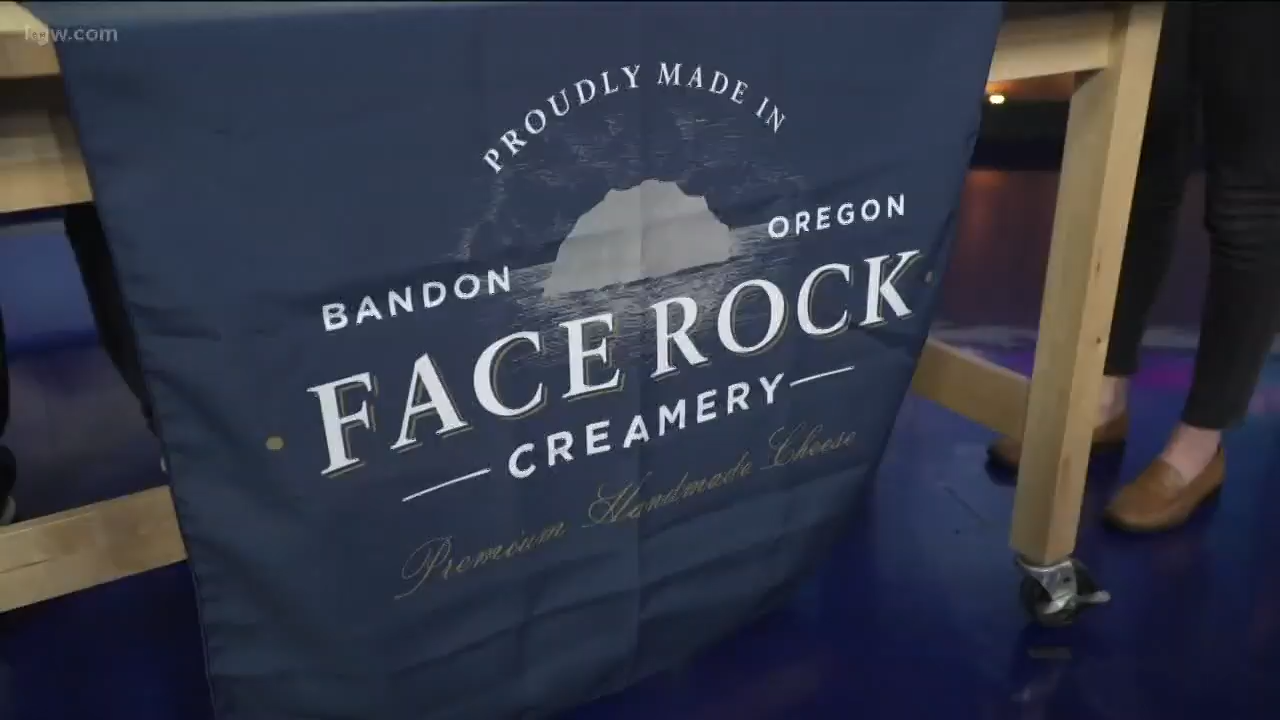 kgw.com
PROUDLY MADE IN
BANDON OREGON
FACE ROCK
CREAMERY
Premium Handmade Cheese